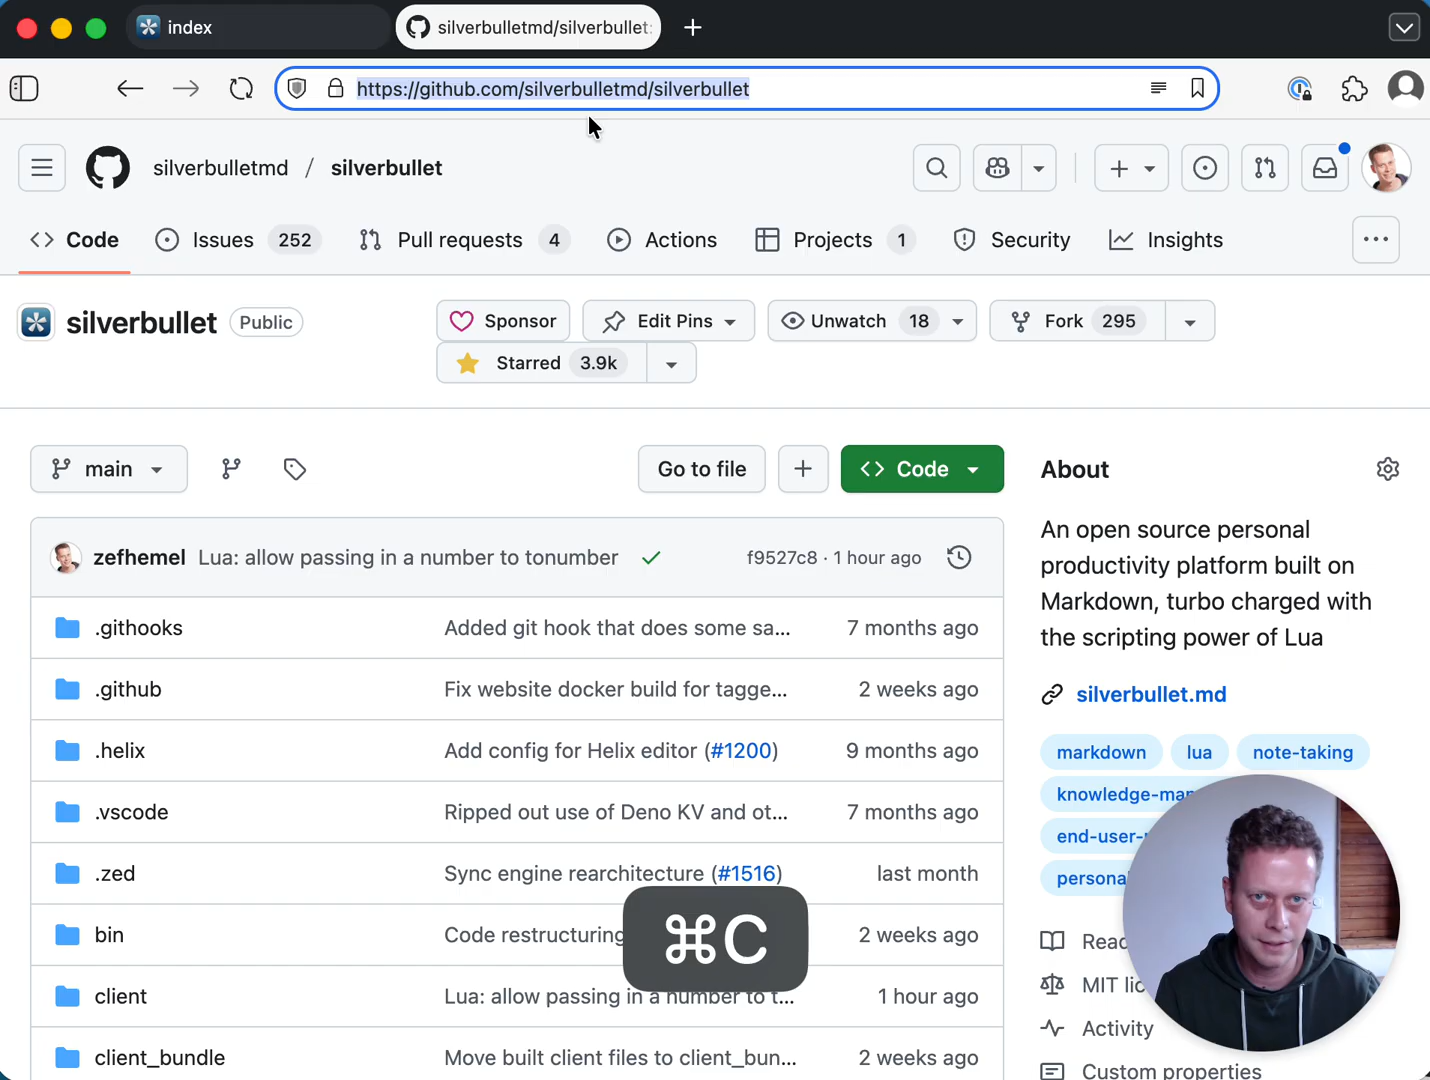 index
silverbulletmd/silverbullet:
https://github.com/silverbulletmd/silverbullet
silverbulletmd / silverbullet
Code
Issues 252
Pull requests 4
Actions
Projects 1
Security
Insights
silverbullet Public
Sponsor
Edit Pins
Unwatch 18
Fork 295
Starred 3.9k
main
Go to file
Code
About
An open source personal
productivity platform built on
Markdown, turbo charged with
the scripting power of Lua
silverbullet.md
markdown lua note-taking
knowledge-man
end-user-
persona
Read
MIT lic
Activity
Custom properties
zefhemel Lua: allow passing in a number to tonumber f9527c8 · 1 hour ago
.githooks Added git hook that does some sa... 7 months ago
.github Fix website docker build for tagge... 2 weeks ago
.helix Add config for Helix editor (#1200) 9 months ago
.vscode Ripped out use of Deno KV and ot... 7 months ago
.zed Sync engine rearchitecture (#1516) last month
bin Code restructuring 2 weeks ago
client Lua: allow passing in a number to t... 1 hour ago
client_bundle Move built client files to client_bun... 2 weeks ago
⌘C